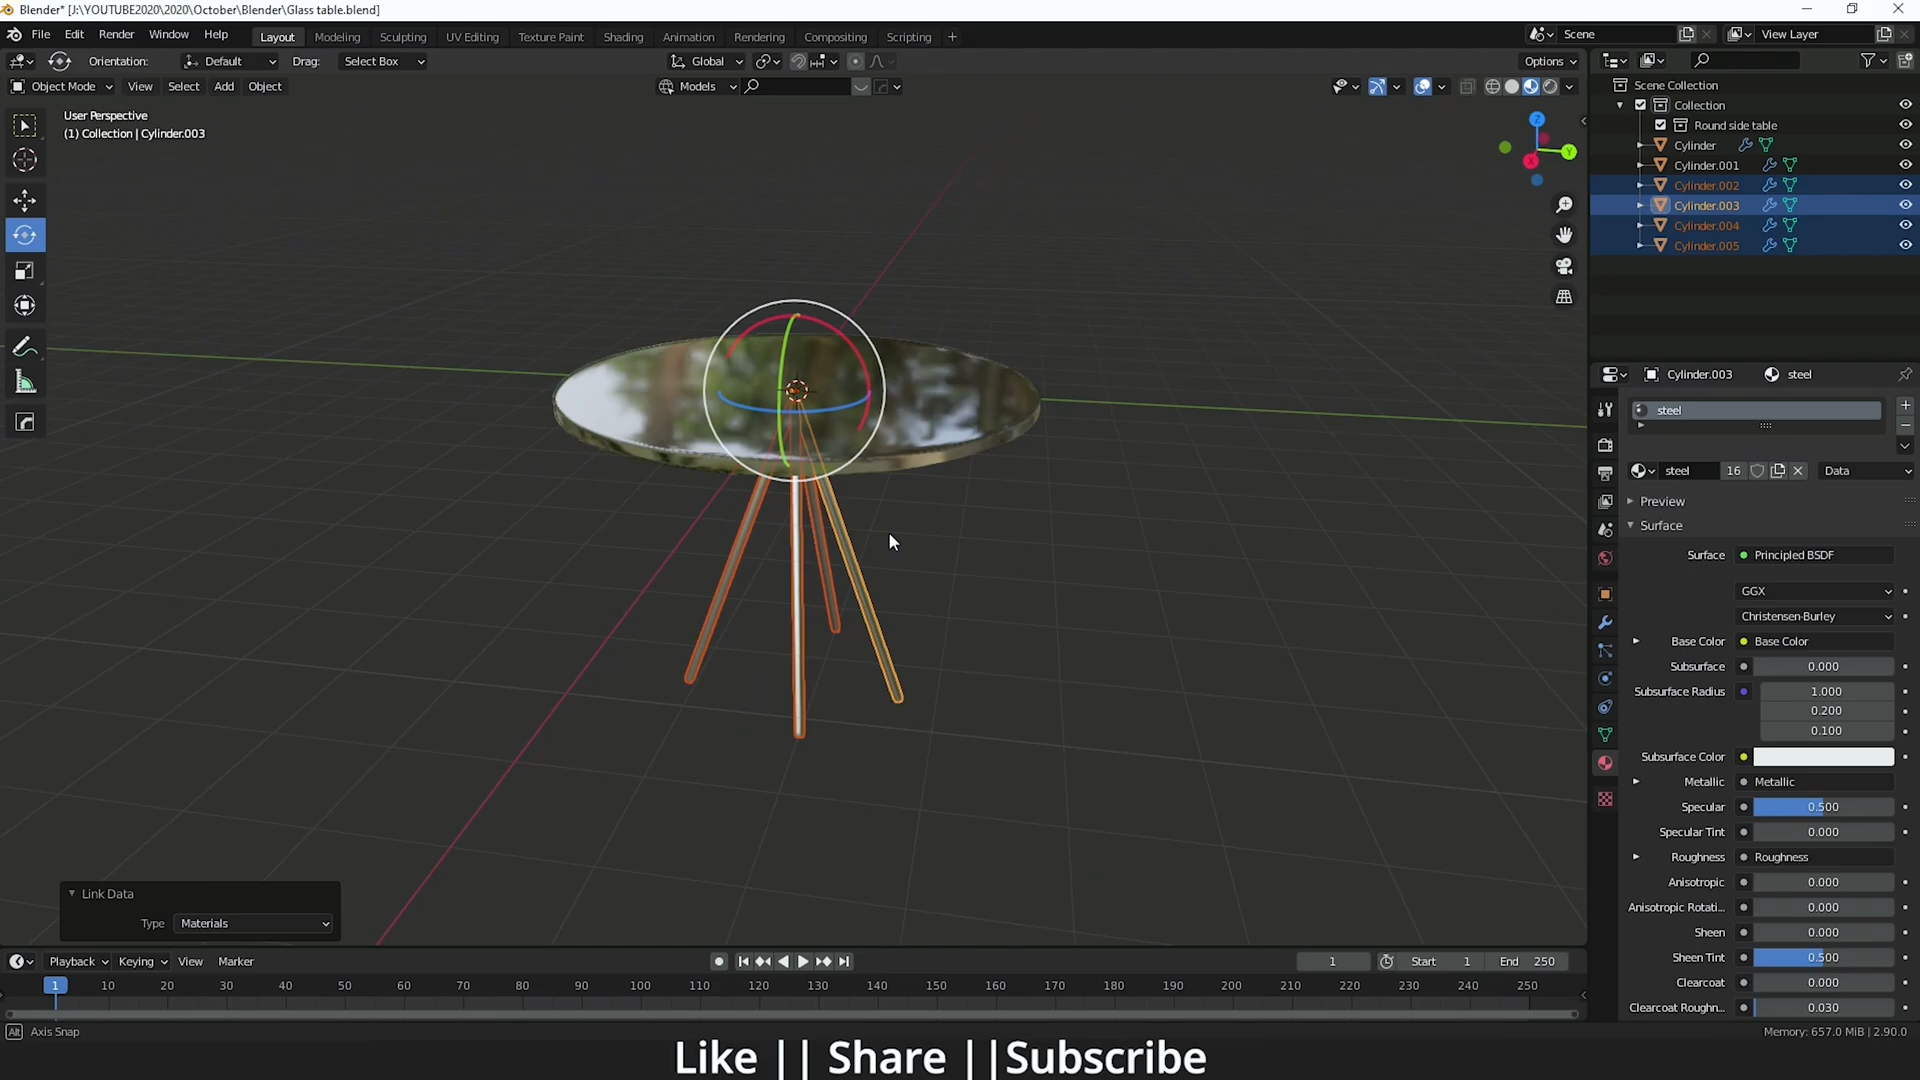 Blender* [J:\YOUTUBE2020\2020\October\Blender\Glass table.blend]
File Edit Render Window Help Layout Modeling Sculpting UV Editing Texture Paint Shading Animation Rendering Compositing Scripting + Scene View Layer
Orientation: Default Drag: Select Box Global Options
Object Mode View Select Add Object Models
User Perspective
(1) Collection | Cylinder.003
Z
Y
X
Scene Collection
Collection
Round side table
Cylinder
Cylinder.001
Cylinder.002
Cylinder.003
Cylinder.004
Cylinder.005
Cylinder.003 steel
steel
steel 16 Data
Preview
Surface
Surface Principled BSDF
GGX
Christensen-Burley
Base Color Base Color
Subsurface 0.000
Subsurface Radius 1.000
0.200
0.100
Subsurface Color
Metallic Metallic
Specular 0.500
Specular Tint 0.000
Roughness Roughness
Anisotropic 0.000
Anisotropic Rotati... 0.000
Sheen 0.000
Sheen Tint 0.500
Clearcoat 0.000
Clearcoat Roughn... 0.030
Link Data
Type Materials
Playback Keying View Marker 1 Start 1 End 250
1 10 20 30 40 50 60 70 80 90 100 110 120 130 140 150 160 170 180 190 200 210 220 230 240 250
Alt Axis Snap
Memory: 657.0 MiB | 2.90.0
Like || Share ||Subscribe